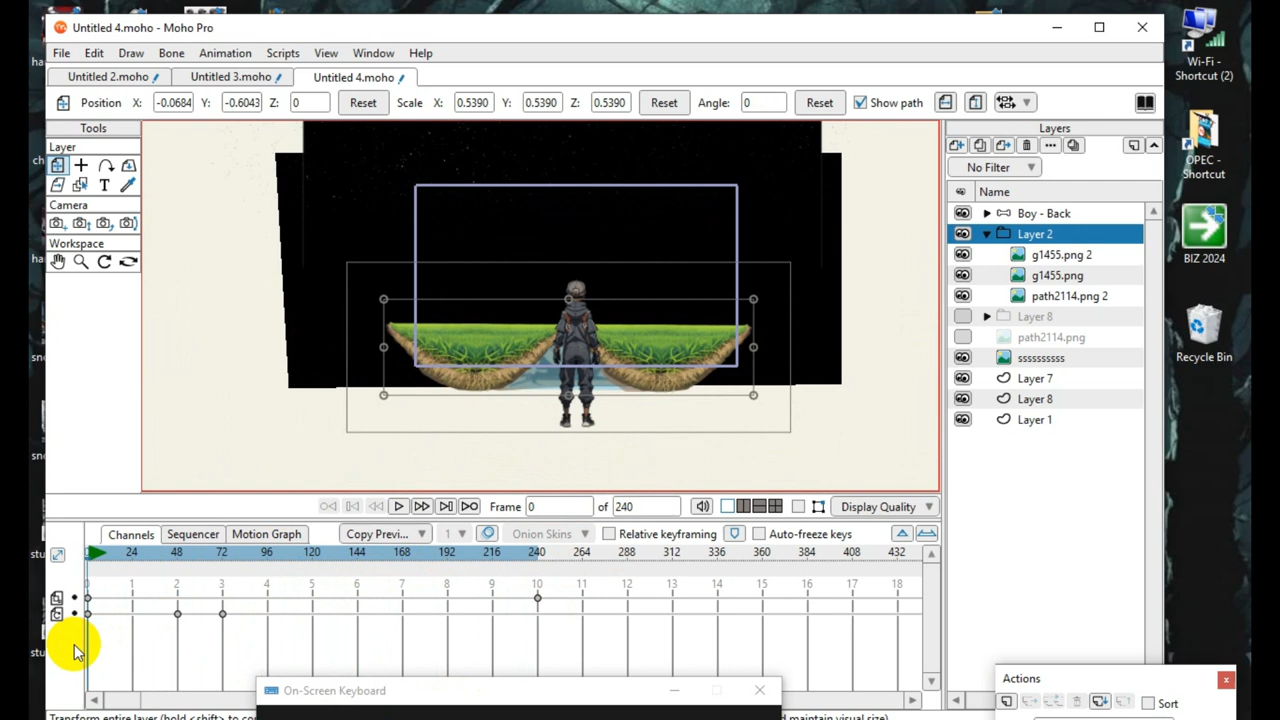 Untitled 4.moho - Moho Pro
File Edit Draw Bone Animation Scripts View Window Help
Untitled 2.moho Untitled 3.moho Untitled 4.moho
Position X: -0.0684 Y: -0.6043 Z: 0 Reset Scale X: 0.5390 Y: 0.5390 Z: 0.5390 Reset Angle: 0 Reset Show path
Tools
Layer
Camera
Workspace
Layers
No Filter
Name
Boy - Back
Layer 2
g1455.png 2
g1455.png
path2114.png 2
Layer 8
path2114.png
ssssssssss
Layer 7
Layer 8
Layer 1
Frame 0 of 240 Display Quality
Channels Sequencer Motion Graph Copy Previ... 1 Onion Skins Relative keyframing Auto-freeze keys
24 48 72 96 120 144 168 192 216 240 264 288 312 336 360 384 408 432
0 1 2 3 4 5 6 7 8 9 10 11 12 13 14 15 16 17 18
On-Screen Keyboard
Actions
Sort
Wi-Fi -
Shortcut (2)
OPEC -
Shortcut
BIZ 2024
Recycle Bin